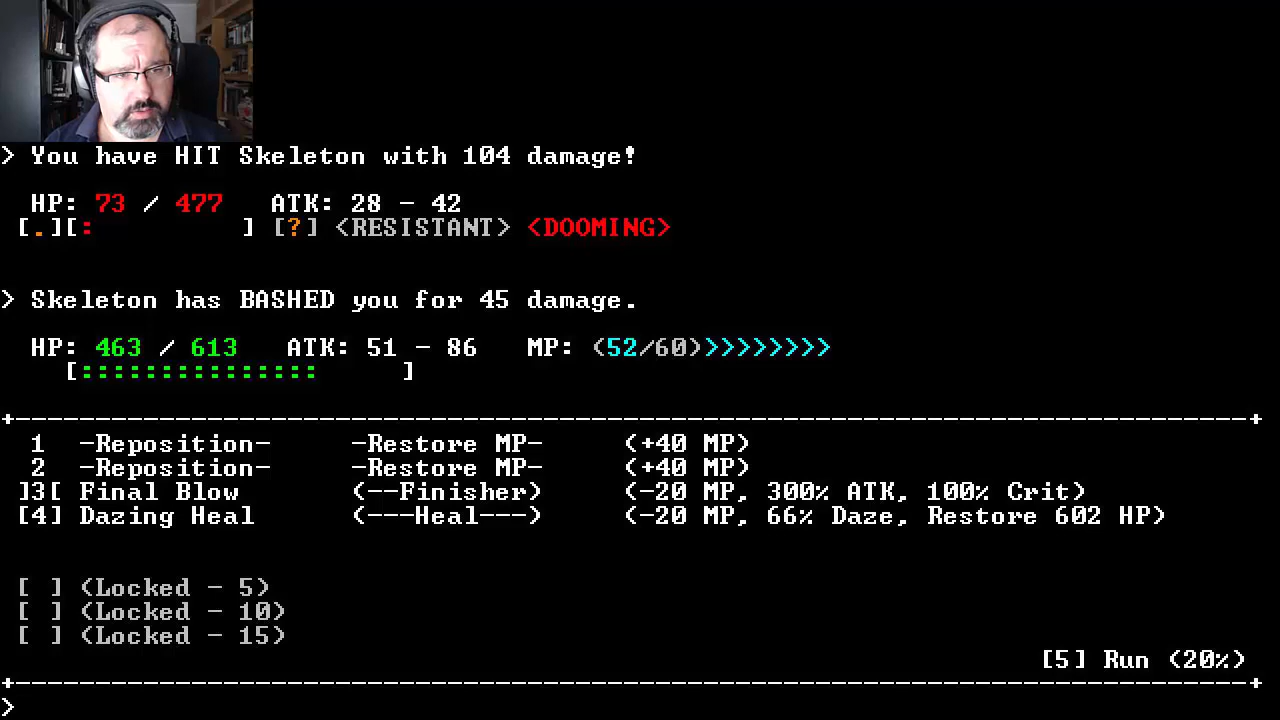 > You have HIT Skeleton with 104 damage!
HP: 73 / 477 ATK: 28 - 42
[.][: ] [?] <RESISTANT> <DOOMING>
> Skeleton has BASHED you for 45 damage.
HP: 463 / 613 ATK: 51 - 86 MP: (52/60)>>>>>>>>
[::::::::::::::: ]
+------------------------------------------------------------------------------+
1 -Reposition- -Restore MP- (+40 MP)
2 -Reposition- -Restore MP- (+40 MP)
]3[ Final Blow (--Finisher) (-20 MP, 300% ATK, 100% Crit)
[4] Dazing Heal (---Heal---) (-20 MP, 66% Daze, Restore 602 HP)
[ ] (Locked - 5)
[ ] (Locked - 10)
[ ] (Locked - 15)
[5] Run (20%)
+------------------------------------------------------------------------------+
>